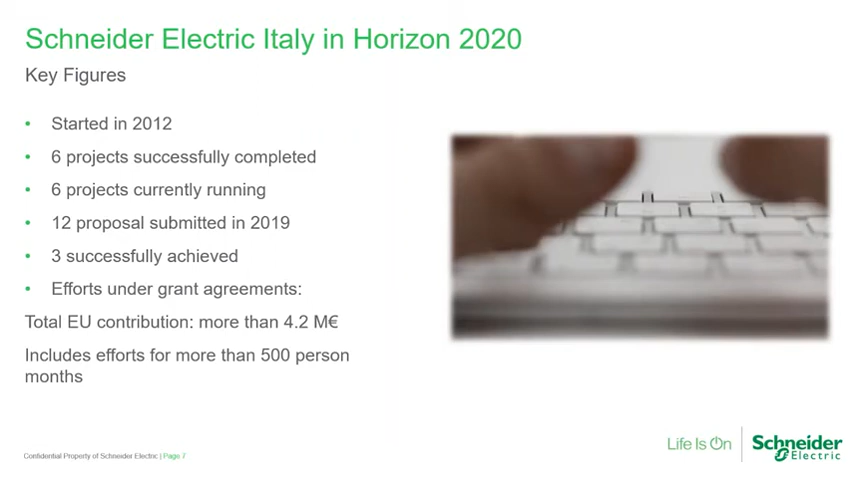 Schneider Electric Italy in Horizon 2020
Key Figures
• Started in 2012
• 6 projects successfully completed
• 6 projects currently running
• 12 proposal submitted in 2019
• 3 successfully achieved
• Efforts under grant agreements:
Total EU contribution: more than 4.2 M€
Includes efforts for more than 500 person
months
Confidential Property of Schneider Electric | Page 7
Life Is On
Schneider
Electric